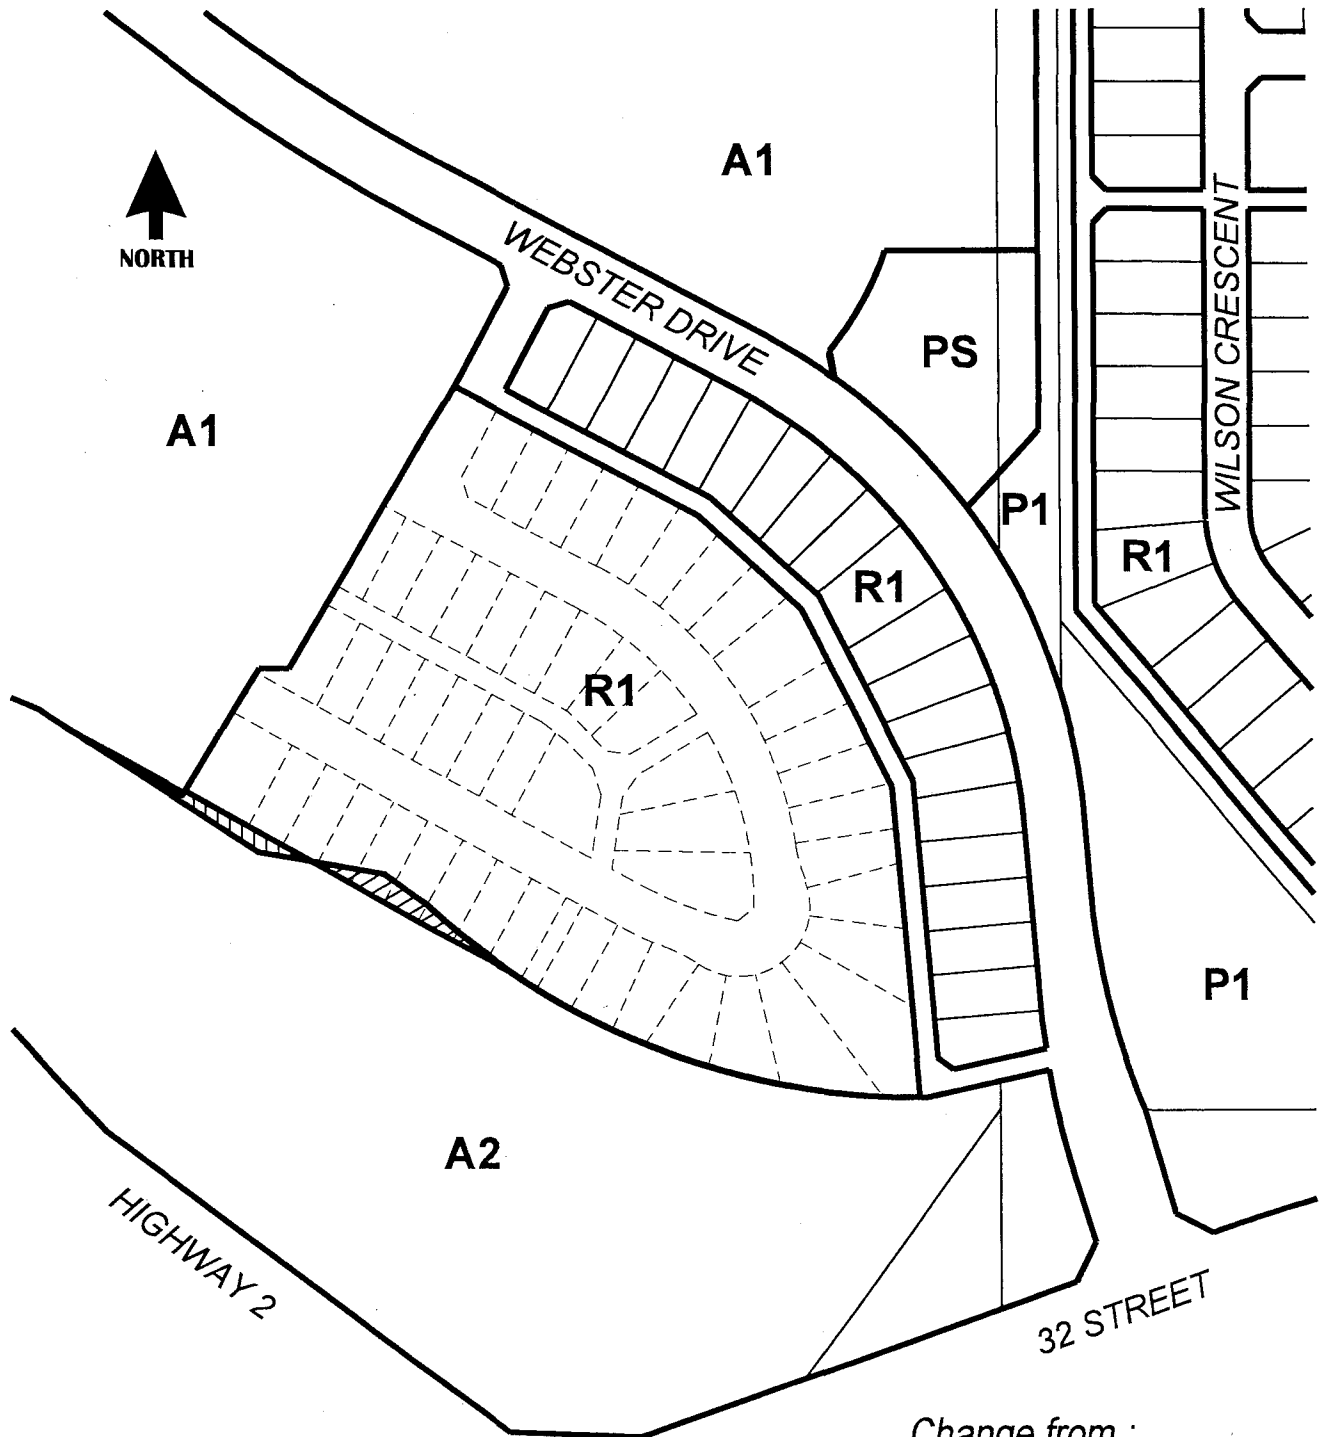 A1
NORTH
WEBSTER DRIVE
WILSON CRESCENT
PS
A1
P1
R1
R1
R1
P1
A2
HIGHWAY 2
32 STREET
Change from :